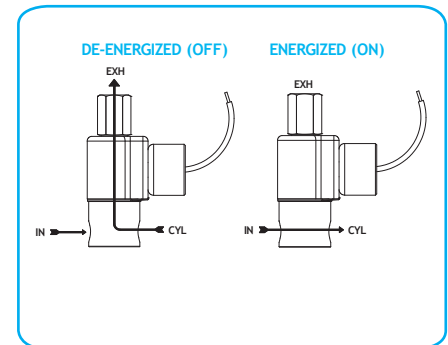 DE-ENERGIZED (OFF)
ENERGIZED (ON)
EXH
EXH
IN
CYL
IN
CYL